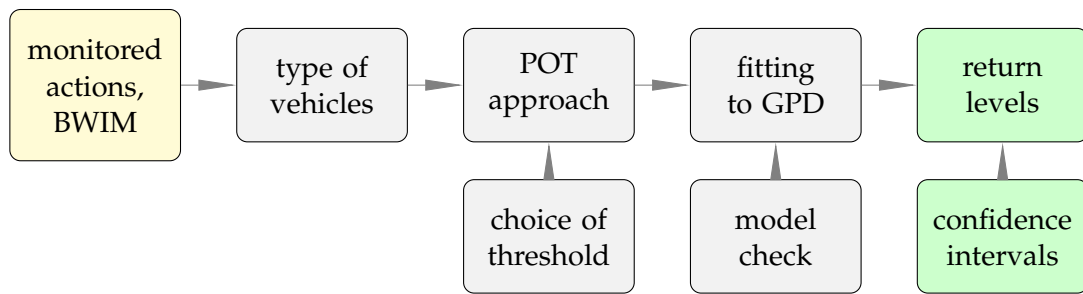 monitored
actions,
BWIM
type of
vehicles
POT
approach
fitting
to GPD
return
levels
choice of
threshold
model
check
confidence
intervals